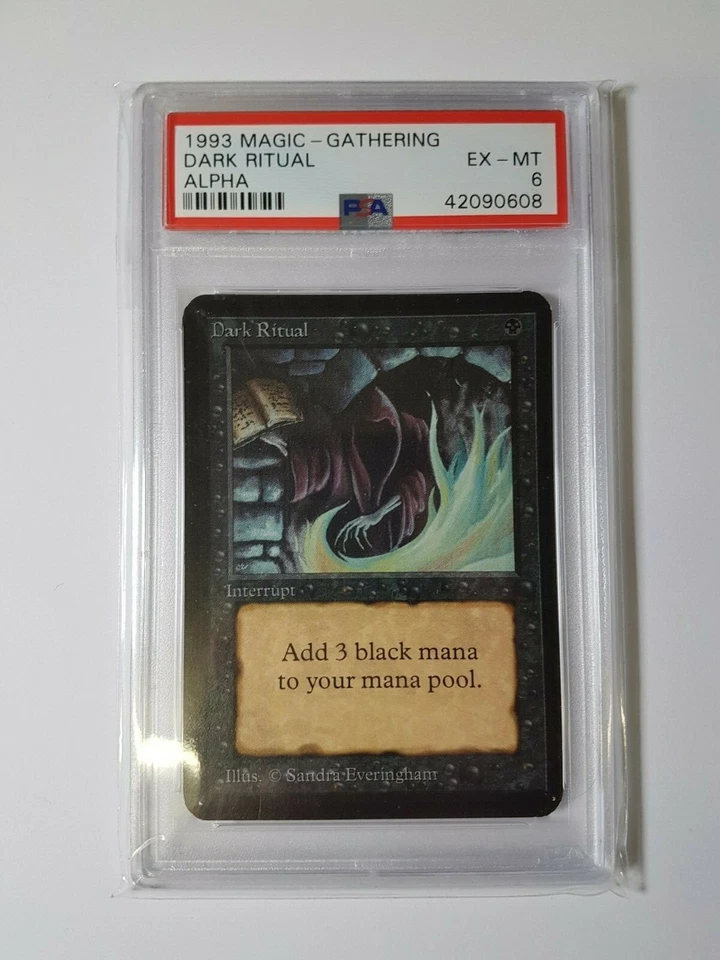 1993 MAGIC - GATHERING
DARK RITUAL EX - MT
ALPHA 6
PSA 42090608
Dark Ritual
Interrupt
Add 3 black mana
to your mana pool.
Illus. © Sandra Everingham